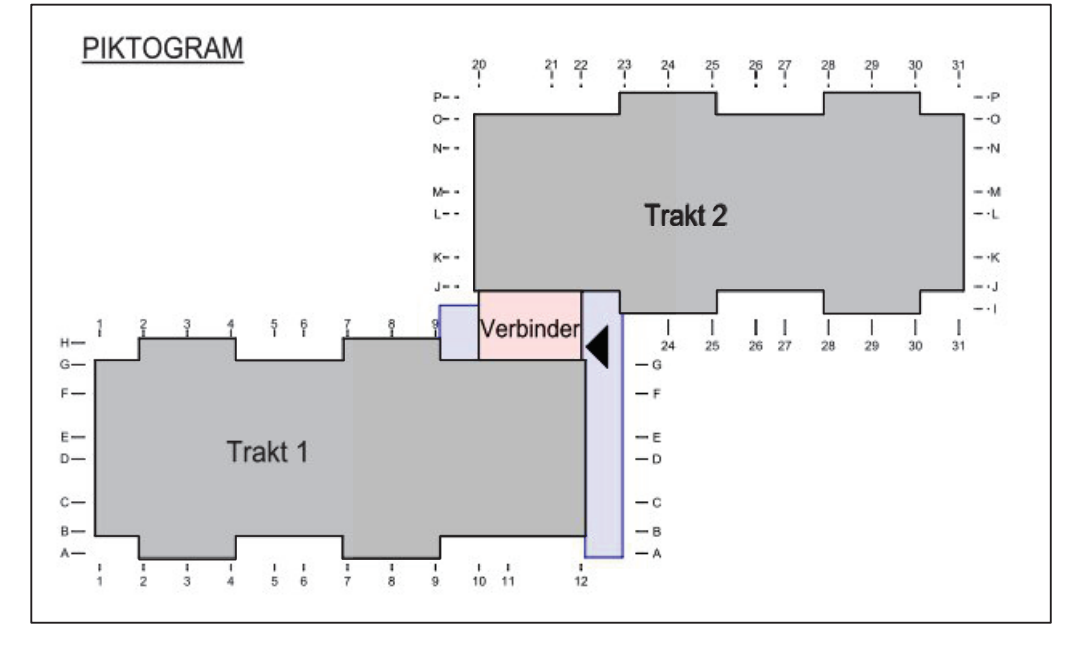 PIKTOGRAM
20 21 22 23 24 25 26 27 28 29 30 31
P P
O O
N N
M M
L L
K K
J J
I
Trakt 2
Verbinder
1 2 3 4 5 6 7 8 9
24 25 26 27 28 29 30 31
H
G G
F F
E E
D D
C C
B B
A A
Trakt 1
1 2 3 4 5 6 7 8 9 10 11 12